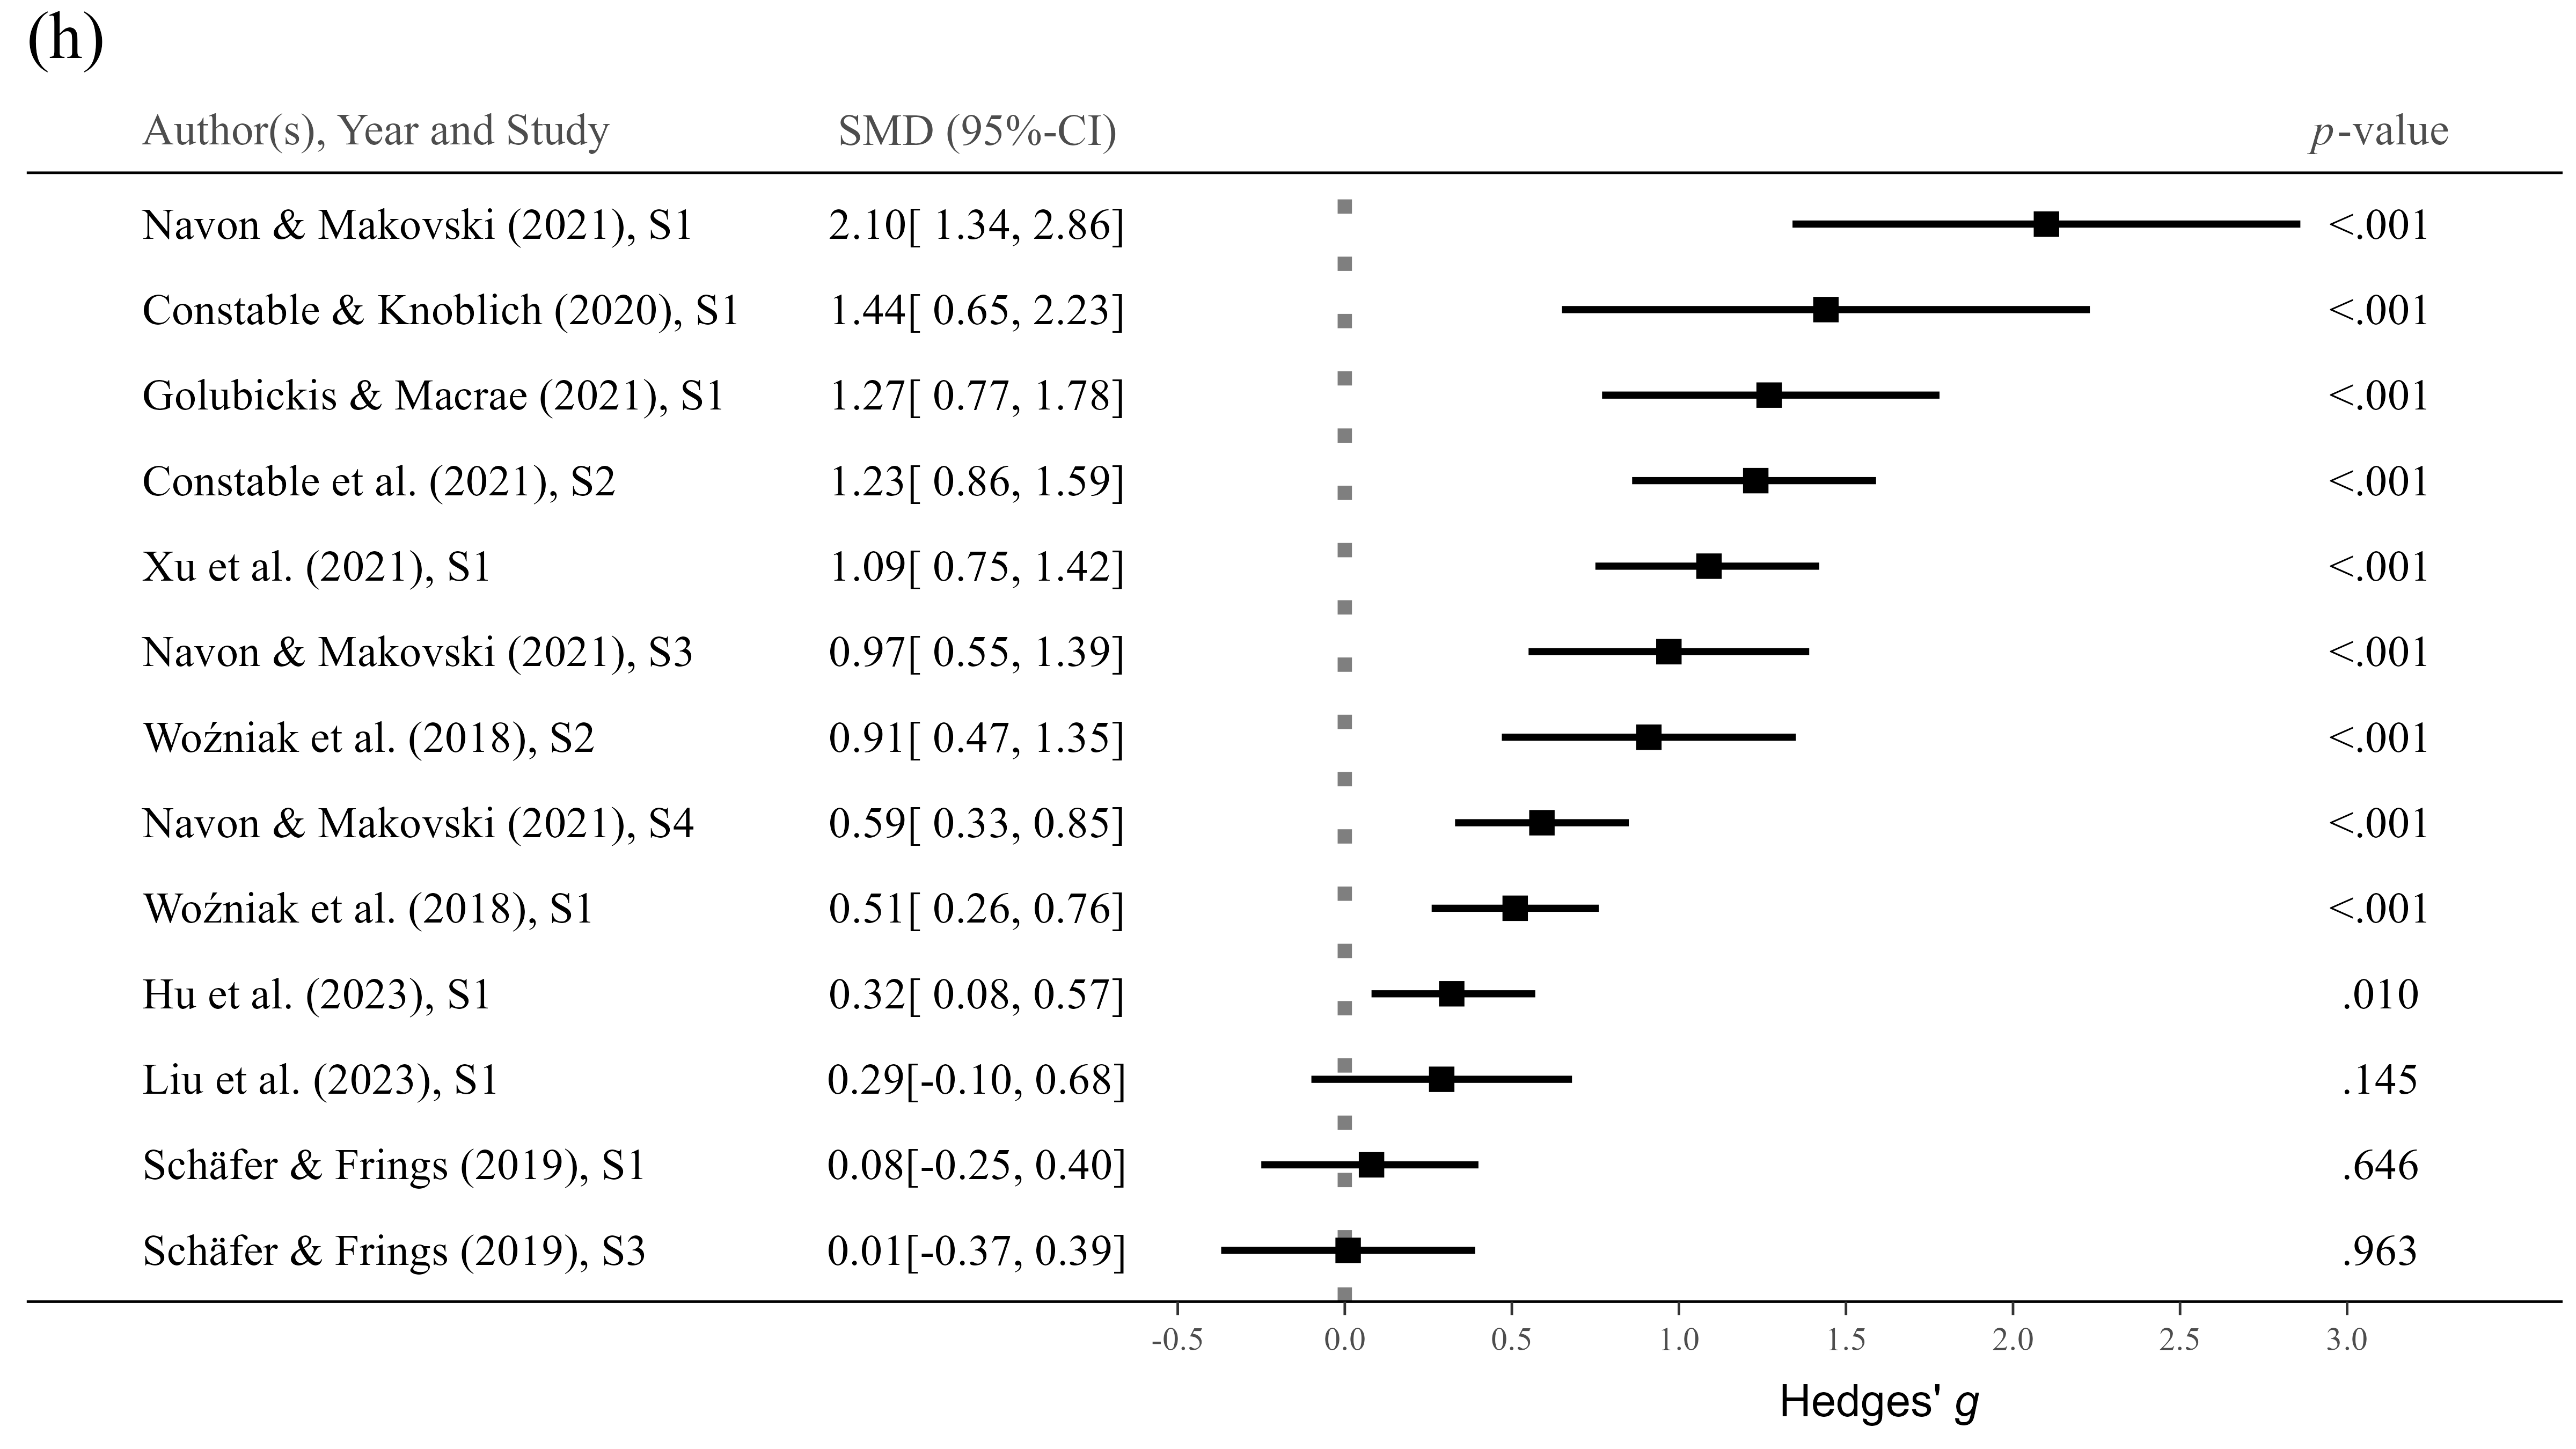 (h)
Author(s), Year and Study SMD (95%-CI) p-value
Navon & Makovski (2021), S1 2.10[ 1.34, 2.86] <.001
Constable & Knoblich (2020), S1 1.44[ 0.65, 2.23] <.001
Golubickis & Macrae (2021), S1 1.27[ 0.77, 1.78] <.001
Constable et al. (2021), S2 1.23[ 0.86, 1.59] <.001
Xu et al. (2021), S1 1.09[ 0.75, 1.42] <.001
Navon & Makovski (2021), S3 0.97[ 0.55, 1.39] <.001
Woźniak et al. (2018), S2 0.91[ 0.47, 1.35] <.001
Navon & Makovski (2021), S4 0.59[ 0.33, 0.85] <.001
Woźniak et al. (2018), S1 0.51[ 0.26, 0.76] <.001
Hu et al. (2023), S1 0.32[ 0.08, 0.57] .010
Liu et al. (2023), S1 0.29[-0.10, 0.68] .145
Schäfer & Frings (2019), S1 0.08[-0.25, 0.40] .646
Schäfer & Frings (2019), S3 0.01[-0.37, 0.39] .963
-0.5 0.0 0.5 1.0 1.5 2.0 2.5 3.0
Hedges' g